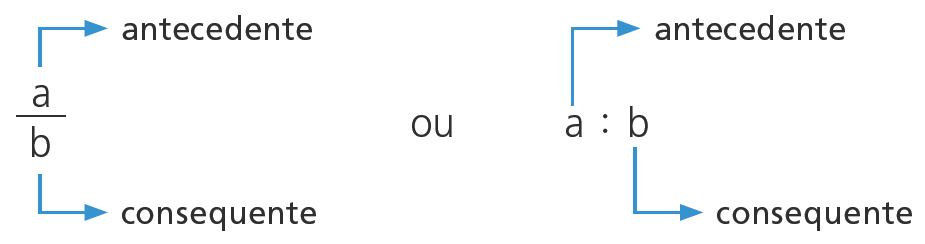 antecedente antecedente
a
b
ou
a : b
consequente consequente